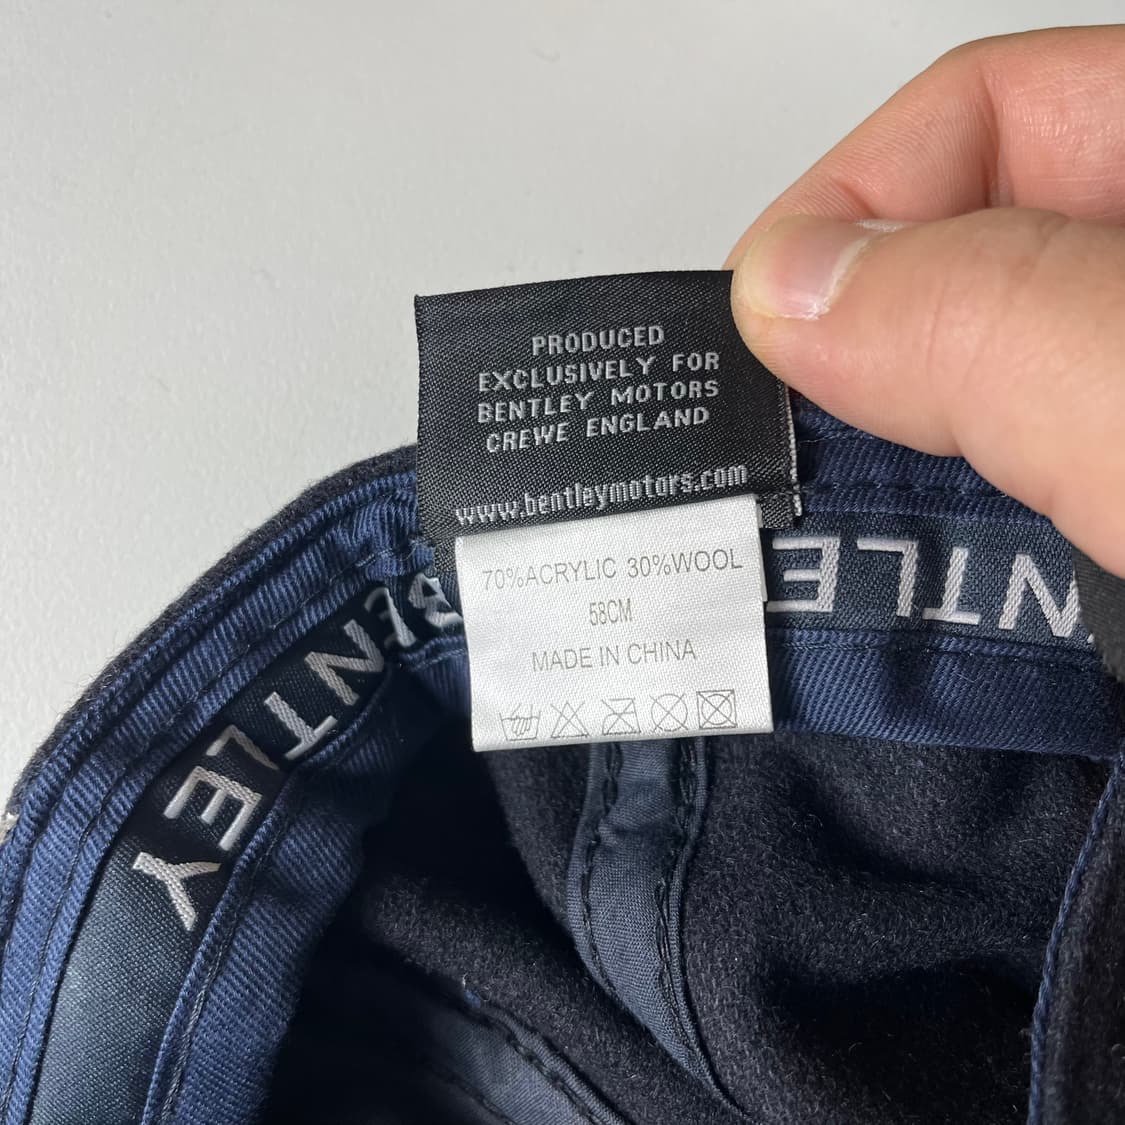 PRODUCED
EXCLUSIVELY FOR
BENTLEY MOTORS
CREWE ENGLAND
www.bentleymotors.com
70%ACRYLIC 30%WOOL
58CM
MADE IN CHINA
BENTLEY
NTLE